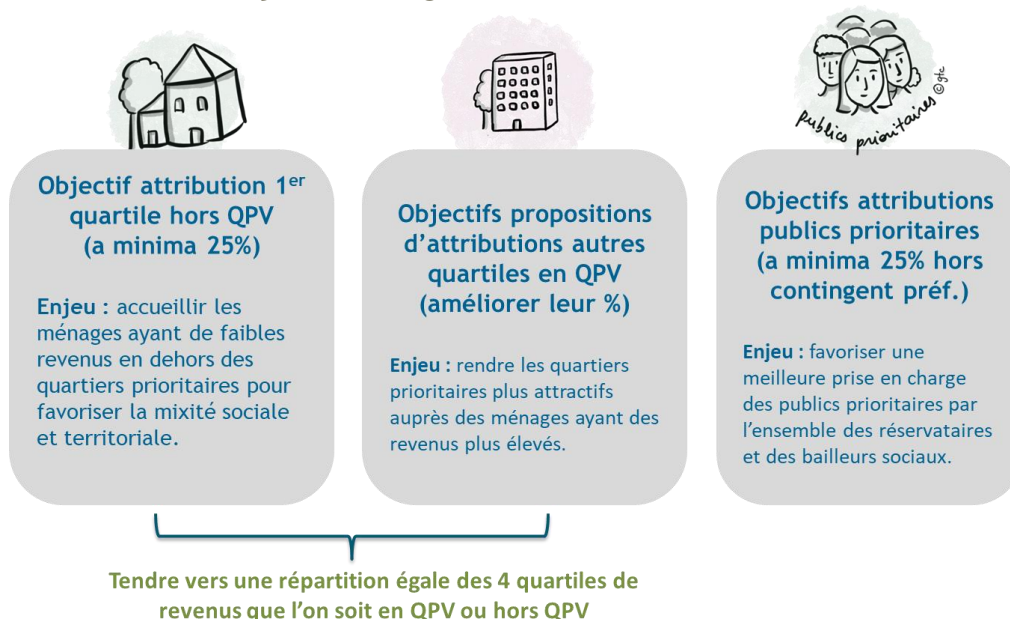 publics prioritaires ©gtc
Objectif attribution 1er
quartile hors QPV
(a minima 25%)
Enjeu : accueillir les
ménages ayant de faibles
revenus en dehors des
quartiers prioritaires pour
favoriser la mixité sociale
et territoriale.
Objectifs propositions
d'attributions autres
quartiles en QPV
(améliorer leur %)
Enjeu : rendre les quartiers
prioritaires plus attractifs
auprès des ménages ayant des
revenus plus élevés.
Objectifs attributions
publics prioritaires
(a minima 25% hors
contingent préf.)
Enjeu : favoriser une
meilleure prise en charge
des publics prioritaires par
l'ensemble des réservataires
et des bailleurs sociaux.
Tendre vers une répartition égale des 4 quartiles de
revenus que l'on soit en QPV ou hors QPV